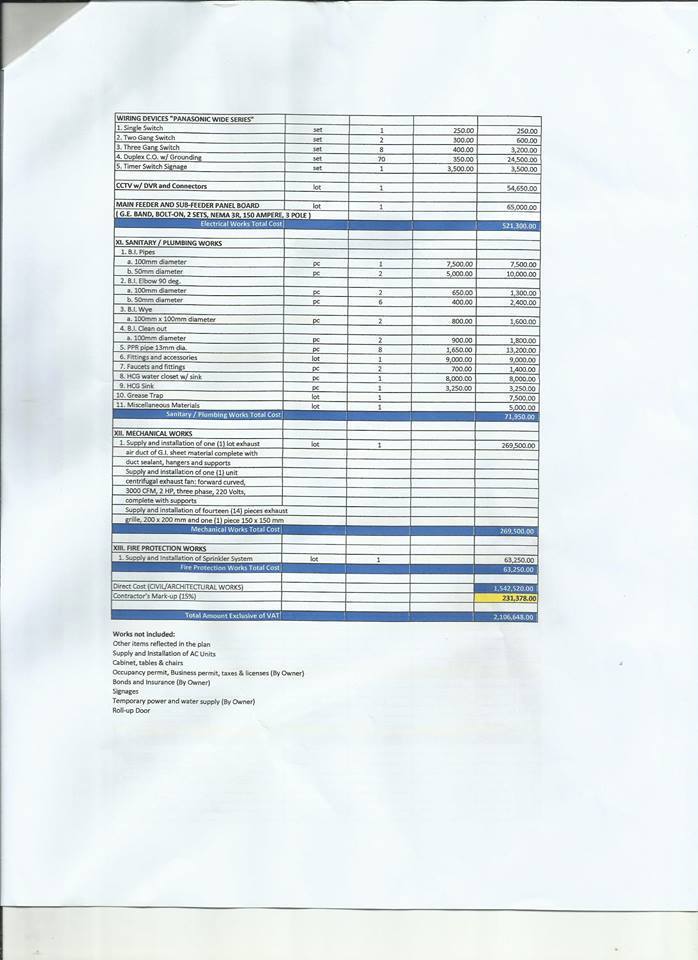 WIRING DEVICES "PANASONIC WIDE SERIES"
1. Single Switch set 1 250.00 250.00
2. Two Gang Switch set 2 300.00 600.00
3. Three Gang Switch set 8 400.00 3,200.00
4. Duplex C.O. w/ Grounding set 70 350.00 24,500.00
5. Timer Switch Signage set 1 3,500.00 3,500.00
CCTV w/ DVR and Connectors lot 1 54,650.00
MAIN FEEDER AND SUB-FEEDER PANEL BOARD lot 1 65,000.00
( G.E. BAND, BOLT-ON, 2 SETS, NEMA 3R, 150 AMPERE, 3 POLE )
Electrical Works Total Cost 521,300.00
XI. SANITARY / PLUMBING WORKS
1. B.I. Pipes
a. 100mm diameter pc 1 7,500.00 7,500.00
b. 50mm diameter pc 2 5,000.00 10,000.00
2. B.I. Elbow 90 deg.
a. 100mm diameter pc 2 650.00 1,300.00
b. 50mm diameter pc 6 400.00 2,400.00
3. B.I. Wye
a. 100mm x 100mm diameter pc 2 800.00 1,600.00
4. B.I. Clean out
a. 100mm diameter pc 2 900.00 1,800.00
5. PPR pipe 13mm dia. pc 8 1,650.00 13,200.00
6. Fittings and accessories lot 1 9,000.00 9,000.00
7. Faucets and fittings pc 2 700.00 1,400.00
8. HCG water closet w/ sink pc 1 8,000.00 8,000.00
9. HCG Sink pc 1 3,250.00 3,250.00
10. Grease Trap lot 1 7,500.00
11. Miscellaneous Materials lot 1 5,000.00
Sanitary / Plumbing Works Total Cost 71,950.00
XII. MECHANICAL WORKS
1. Supply and installation of one (1) lot exhaust lot 1 269,500.00
air duct of G.I. sheet material complete with
duct sealant, hangers and supports
Supply and installation of one (1) unit
centrifugal exhaust fan: forward curved,
3000 CFM, 2 HP, three phase, 220 Volts,
complete with supports
Supply and installation of fourteen (14) pieces exhaust
grille, 200 x 200 mm and one (1) piece 150 x 150 mm
Mechanical Works Total Cost 269,500.00
XIII. FIRE PROTECTION WORKS
1. Supply and Installation of Sprinkler System lot 1 63,250.00
Fire Protection Works Total Cost 63,250.00
Direct Cost (CIVIL/ARCHITECTURAL WORKS) 1,542,520.00
Contractor's Mark-up (15%) 231,378.00
Total Amount Exclusive of VAT 2,106,648.00
Works not included:
Other items reflected in the plan
Supply and Installation of AC Units
Cabinet, tables & chairs
Occupancy permit, Business permit, taxes & licenses (By Owner)
Bonds and Insurance (By Owner)
Signages
Temporary power and water supply (By Owner)
Roll-up Door